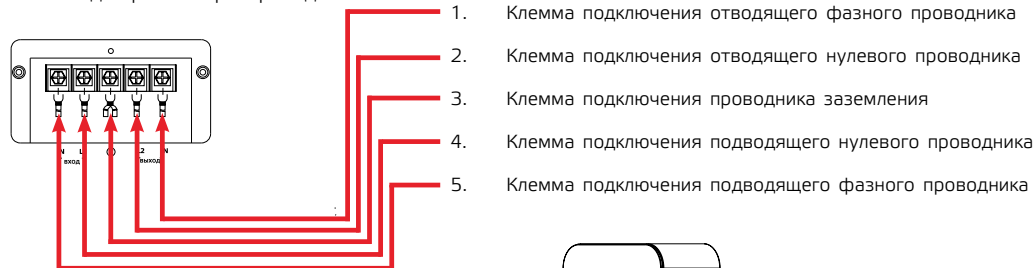 1. Клемма подключения отводящего фазного проводника
2. Клемма подключения отводящего нулевого проводника
3. Клемма подключения проводника заземления
4. Клемма подключения подводящего нулевого проводника
5. Клемма подключения подводящего фазного проводника
N L2 N
вход выход